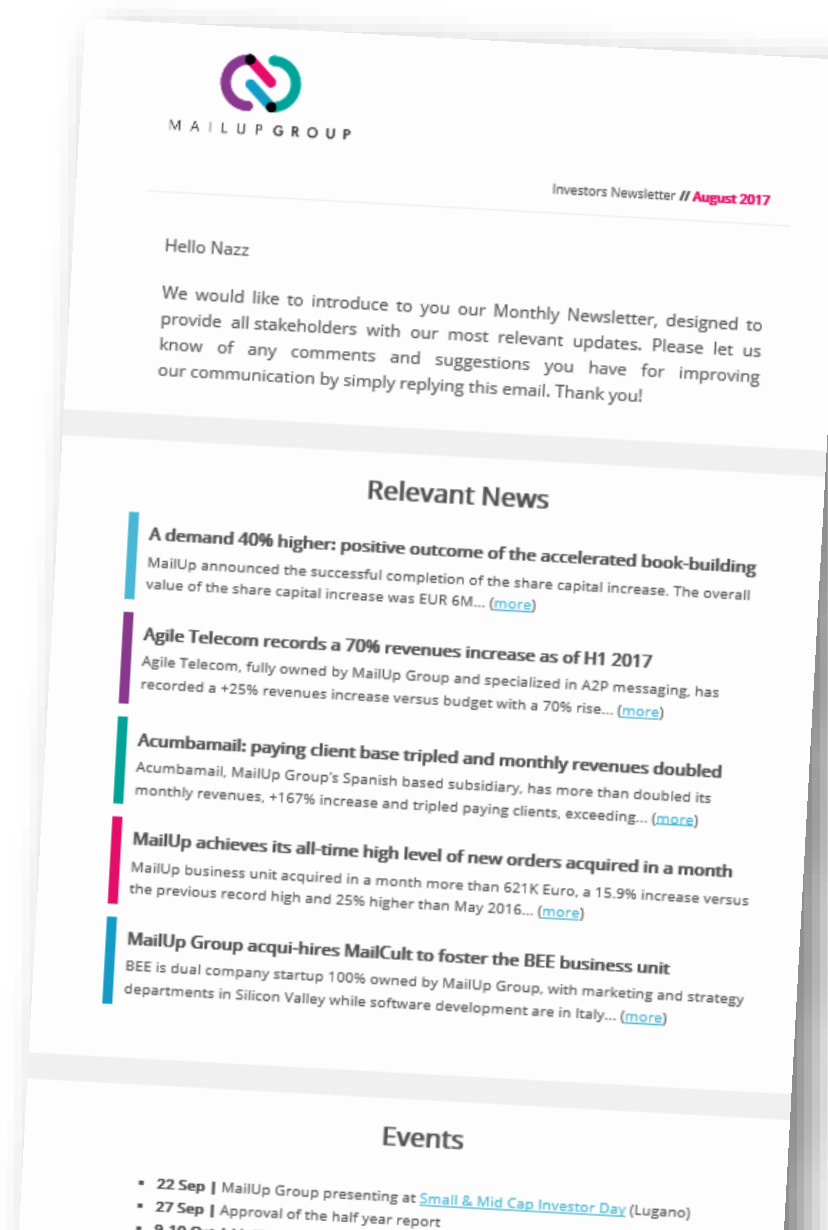 MAILUPGROUP
Investors Newsletter // August 2017
Hello Nazz
We would like to introduce to you our Monthly Newsletter, designed to
provide all stakeholders with our most relevant updates. Please let us
know of any comments and suggestions you have for improving
our communication by simply replying this email. Thank you!
Relevant News
A demand 40% higher: positive outcome of the accelerated book-building
MailUp announced the successful completion of the share capital increase. The overall
value of the share capital increase was EUR 6M... (more)
Agile Telecom records a 70% revenues increase as of H1 2017
Agile Telecom, fully owned by MailUp Group and specialized in A2P messaging, has
recorded a +25% revenues increase versus budget with a 70% rise... (more)
Acumbamail: paying client base tripled and monthly revenues doubled
Acumbamail, MailUp Group's Spanish based subsidiary, has more than doubled its
monthly revenues, +167% increase and tripled paying clients, exceeding... (more)
MailUp achieves its all-time high level of new orders acquired in a month
MailUp business unit acquired in a month more than 621K Euro, a 15.9% increase versus
the previous record high and 25% higher than May 2016... (more)
MailUp Group acqui-hires MailCult to foster the BEE business unit
BEE is dual company startup 100% owned by MailUp Group, with marketing and strategy
departments in Silicon Valley while software development are in Italy... (more)
Events
▪ 22 Sep | MailUp Group presenting at Small & Mid Cap Investor Day (Lugano)
▪ 27 Sep | Approval of the half year report